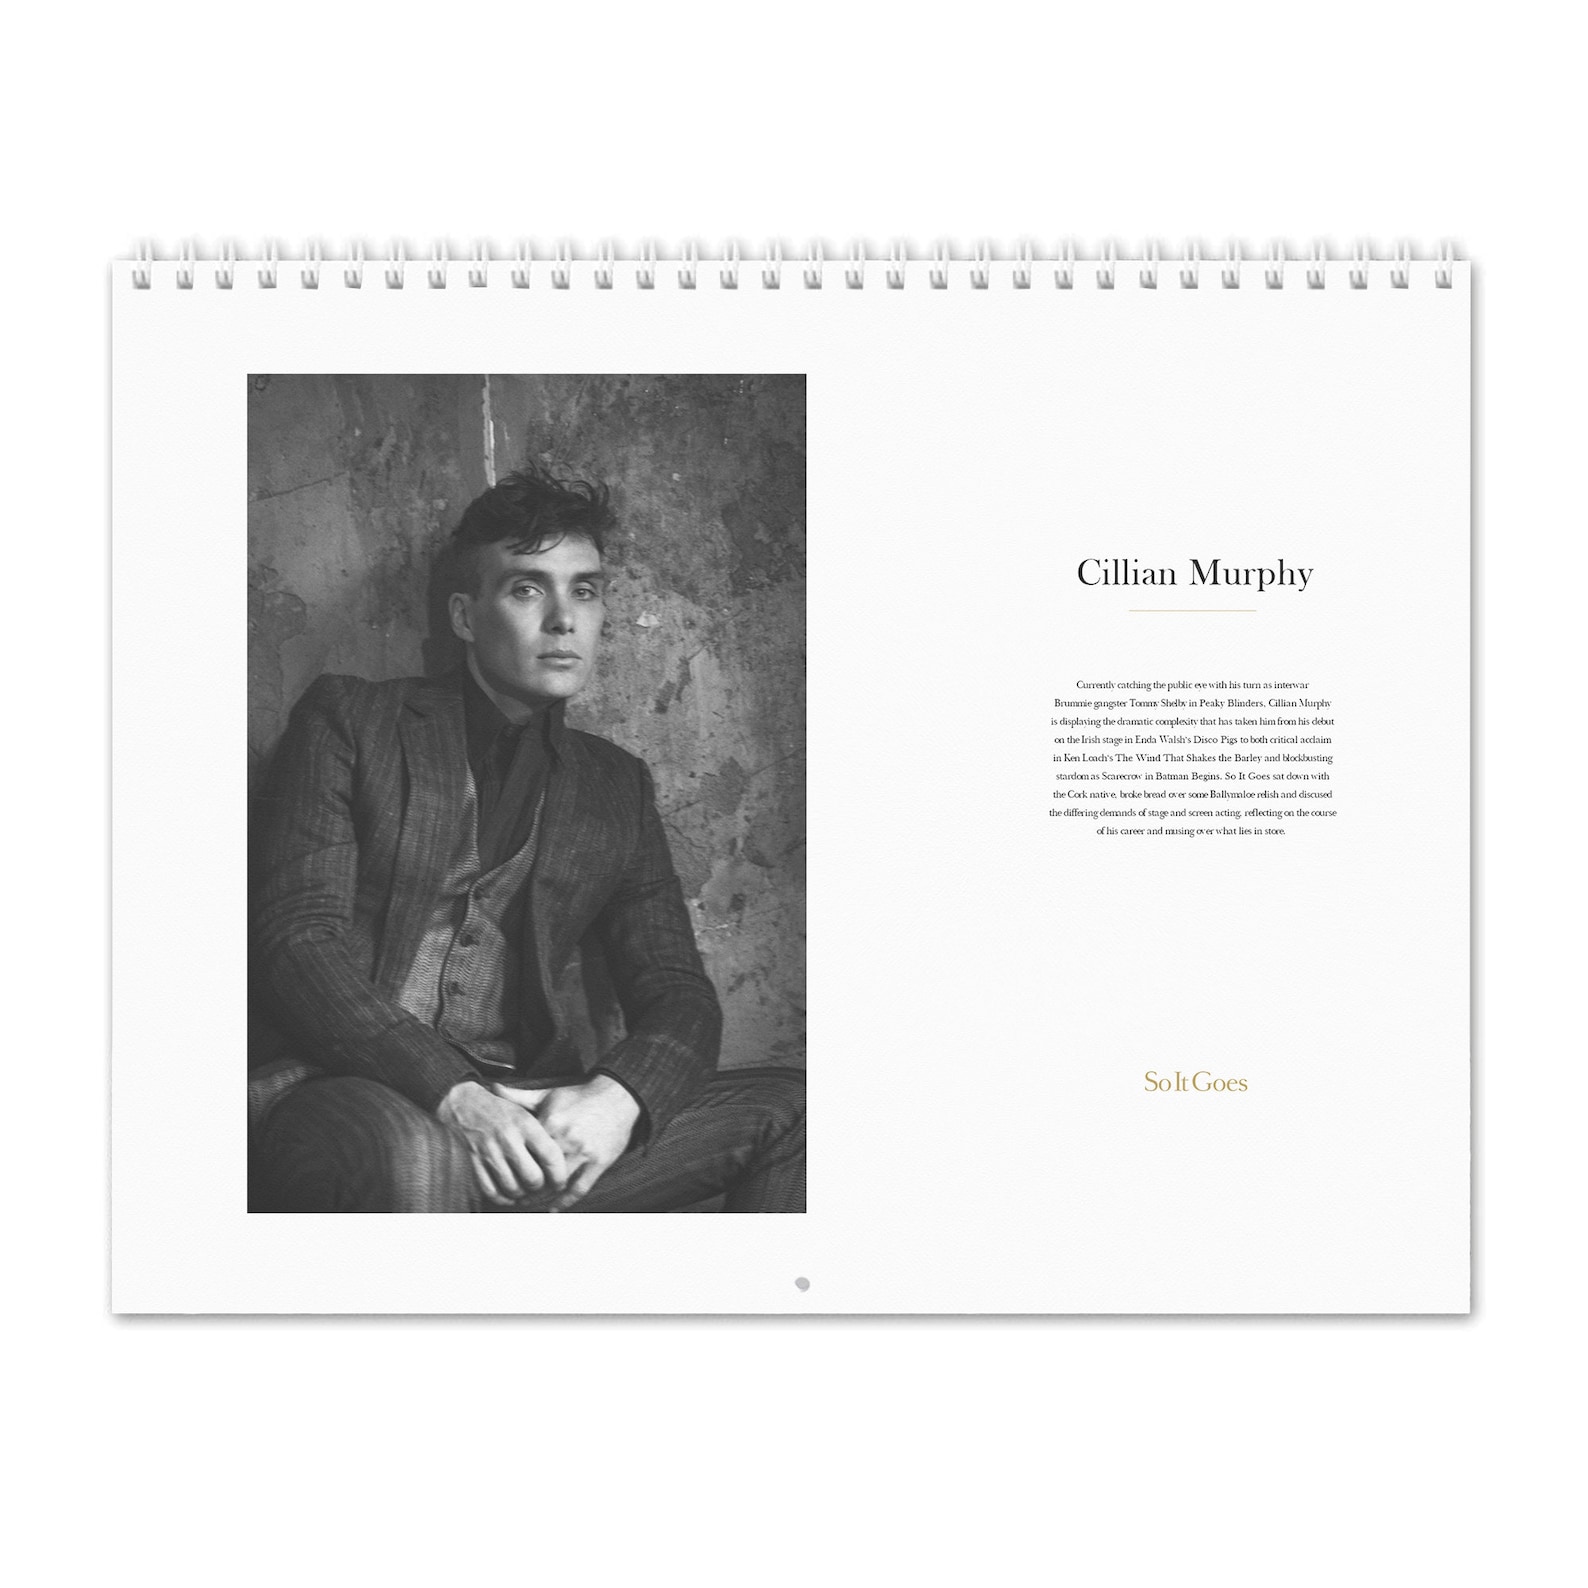 Cillian Murphy
Currently catching the public eye with his turn as interwar
Brummie gangster Tommy Shelby in Peaky Blinders, Cillian Murphy
is displaying the dramatic complexity that has taken him from his debut
on the Irish stage in Enda Walsh's Disco Pigs to both critical acclaim
in Ken Loach's The Wind That Shakes the Barley and blockbusting
stardom as Scarecrow in Batman Begins. So It Goes sat down with
the Cork native, broke bread over some Ballymaloe relish and discused
the differing demands of stage and screen acting, reflecting on the course
of his career and musing over what lies in store.
So It Goes